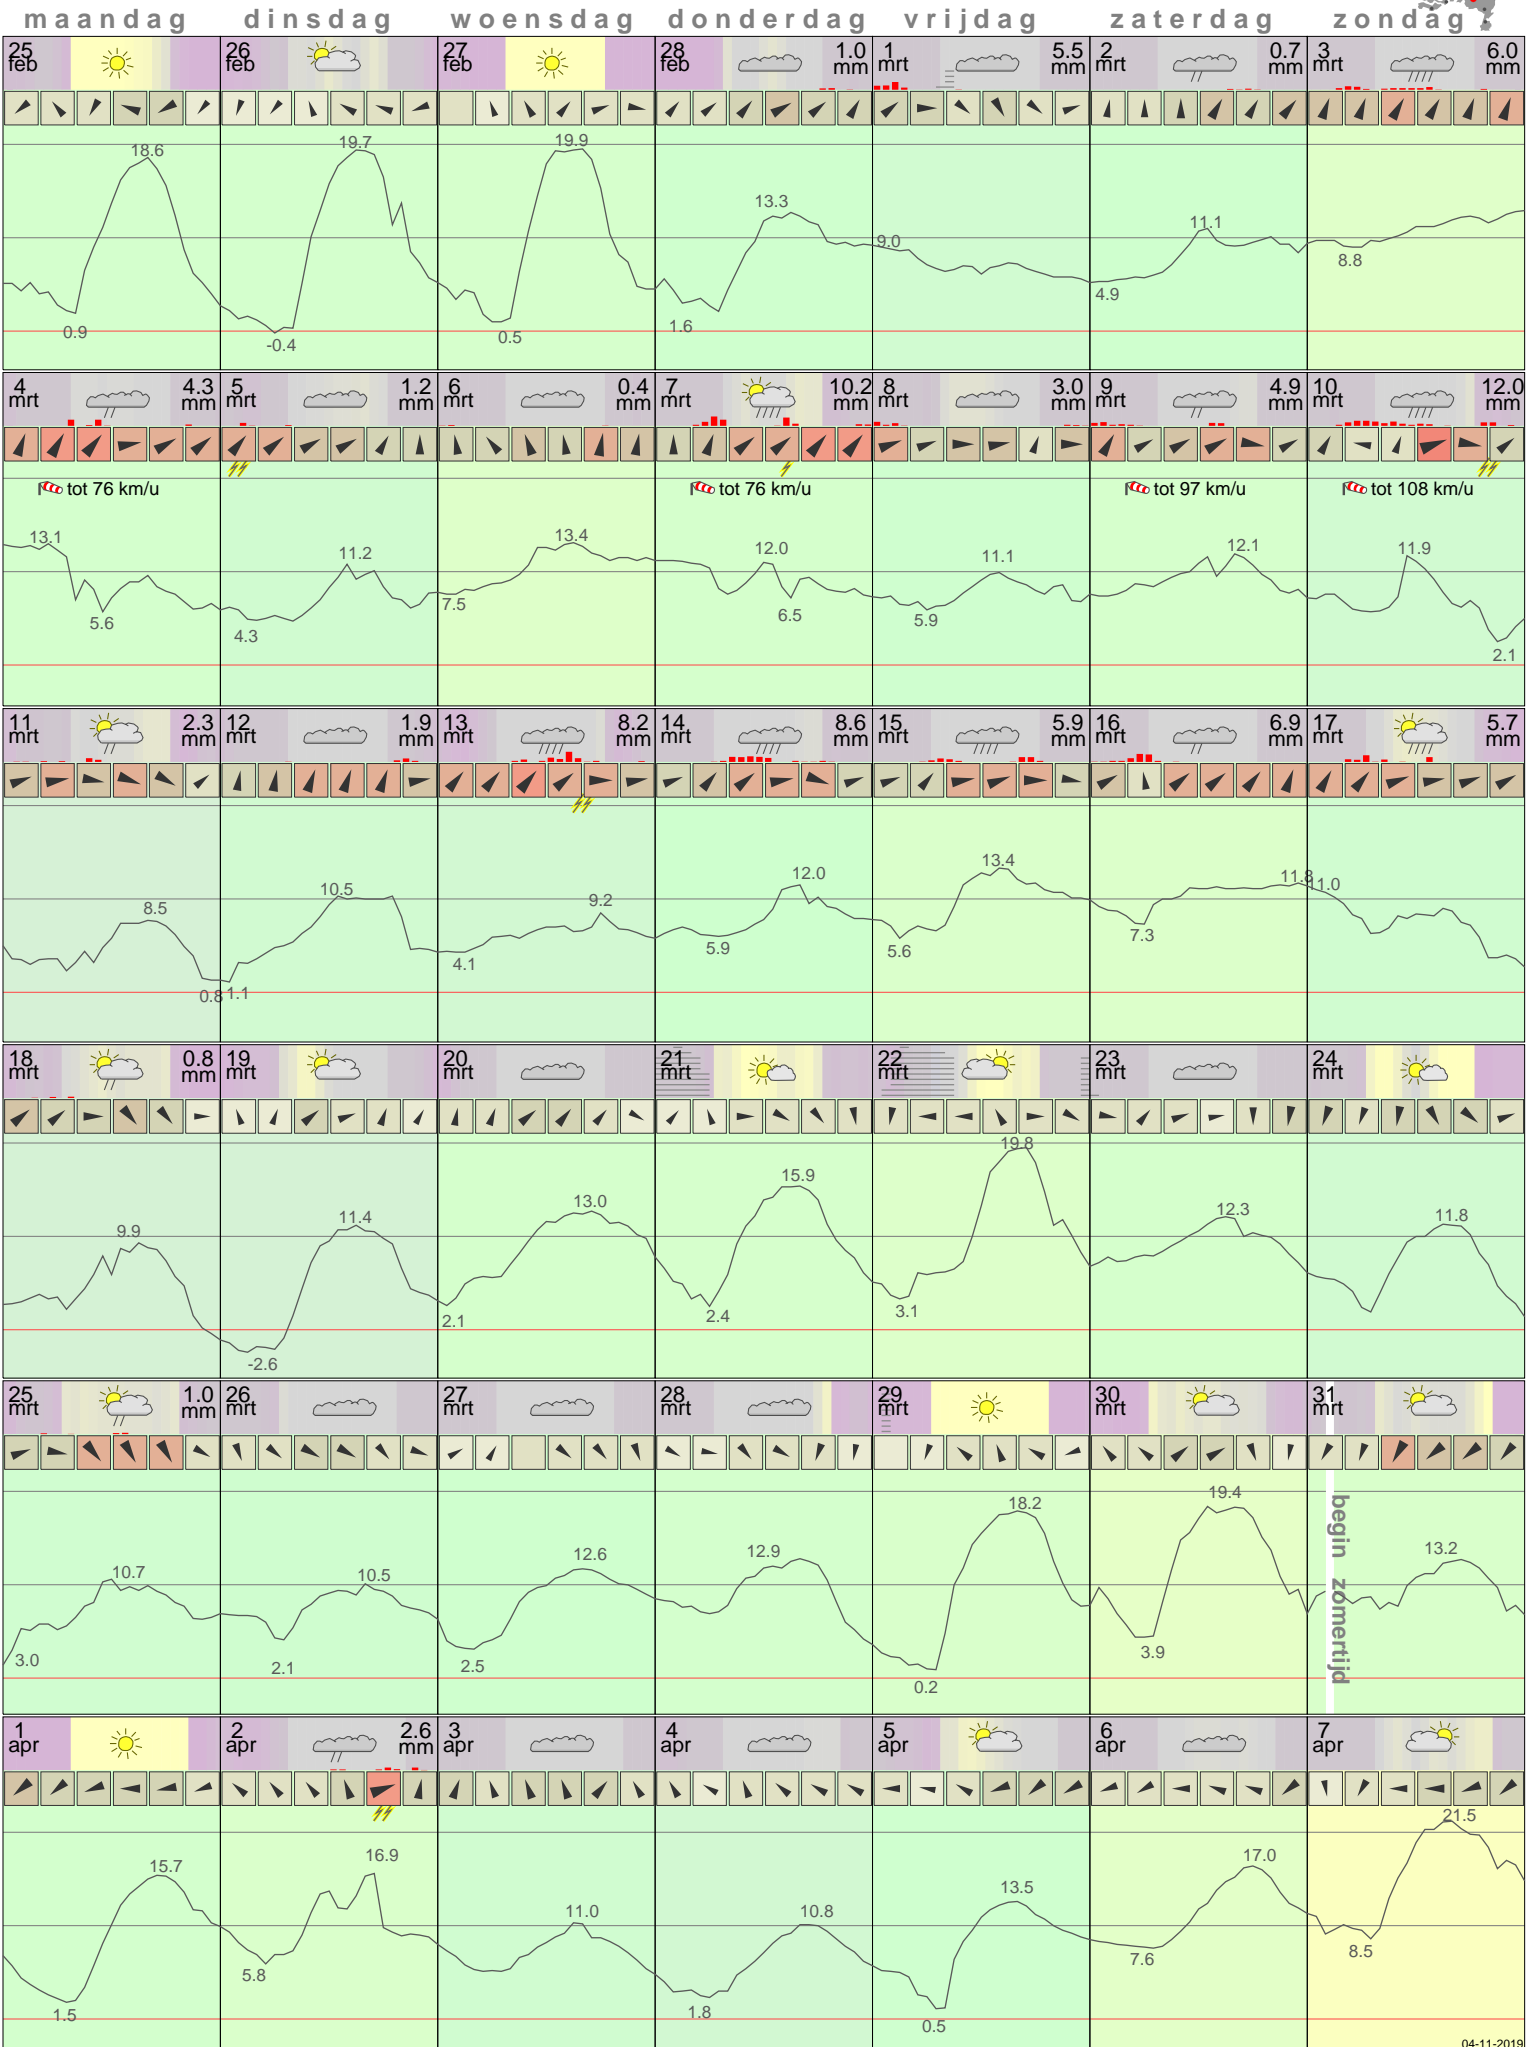 maandag dinsdag woensdag donderdag vrijdag zaterdag zondag
25 feb 26 feb 27 feb 28 feb 1.0 mm 1 mrt 5.5 mm 2 mrt 0.7 mm 3 mrt 6.0 mm
18.6 19.7 19.9
13.3
11.1
9.0
8.8
4.9
0.9 -0.4 0.5 1.6
4 mrt 4.3 mm 5 mrt 1.2 mm 6 mrt 0.4 mm 7 mrt 10.2 mm 8 mrt 3.0 mm 9 mrt 4.9 mm 10 mrt 12.0 mm
tot 76 km/u tot 76 km/u tot 97 km/u tot 108 km/u
13.1 11.2 13.4 12.0 11.1 12.1 11.9
5.6 4.3 7.5 6.5 5.9 2.1
11 mrt 2.3 mm 12 mrt 1.9 mm 13 mrt 8.2 mm 14 mrt 8.6 mm 15 mrt 5.9 mm 16 mrt 6.9 mm 17 mrt 5.7 mm
8.5 10.5 9.2 12.0 13.4 11.8 11.0
0.8 1.1 4.1 5.9 5.6 7.3
18 mrt 0.8 mm 19 mrt 20 mrt 21 mrt 22 mrt 23 mrt 24 mrt
9.9 11.4 13.0 15.9 19.8 12.3 11.8
-2.6 2.1 2.4 3.1
25 mrt 1.0 mm 26 mrt 27 mrt 28 mrt 29 mrt 30 mrt 31 mrt
10.7 10.5 12.6 12.9 18.2 19.4 13.2
3.0 2.1 2.5 0.2 3.9
begin zomertijd
1 apr 2 apr 2.6 mm 3 apr 4 apr 5 apr 6 apr 7 apr
15.7 16.9 11.0 10.8 13.5 17.0 21.5
1.5 5.8 1.8 0.5 7.6 8.5
04-11-2019